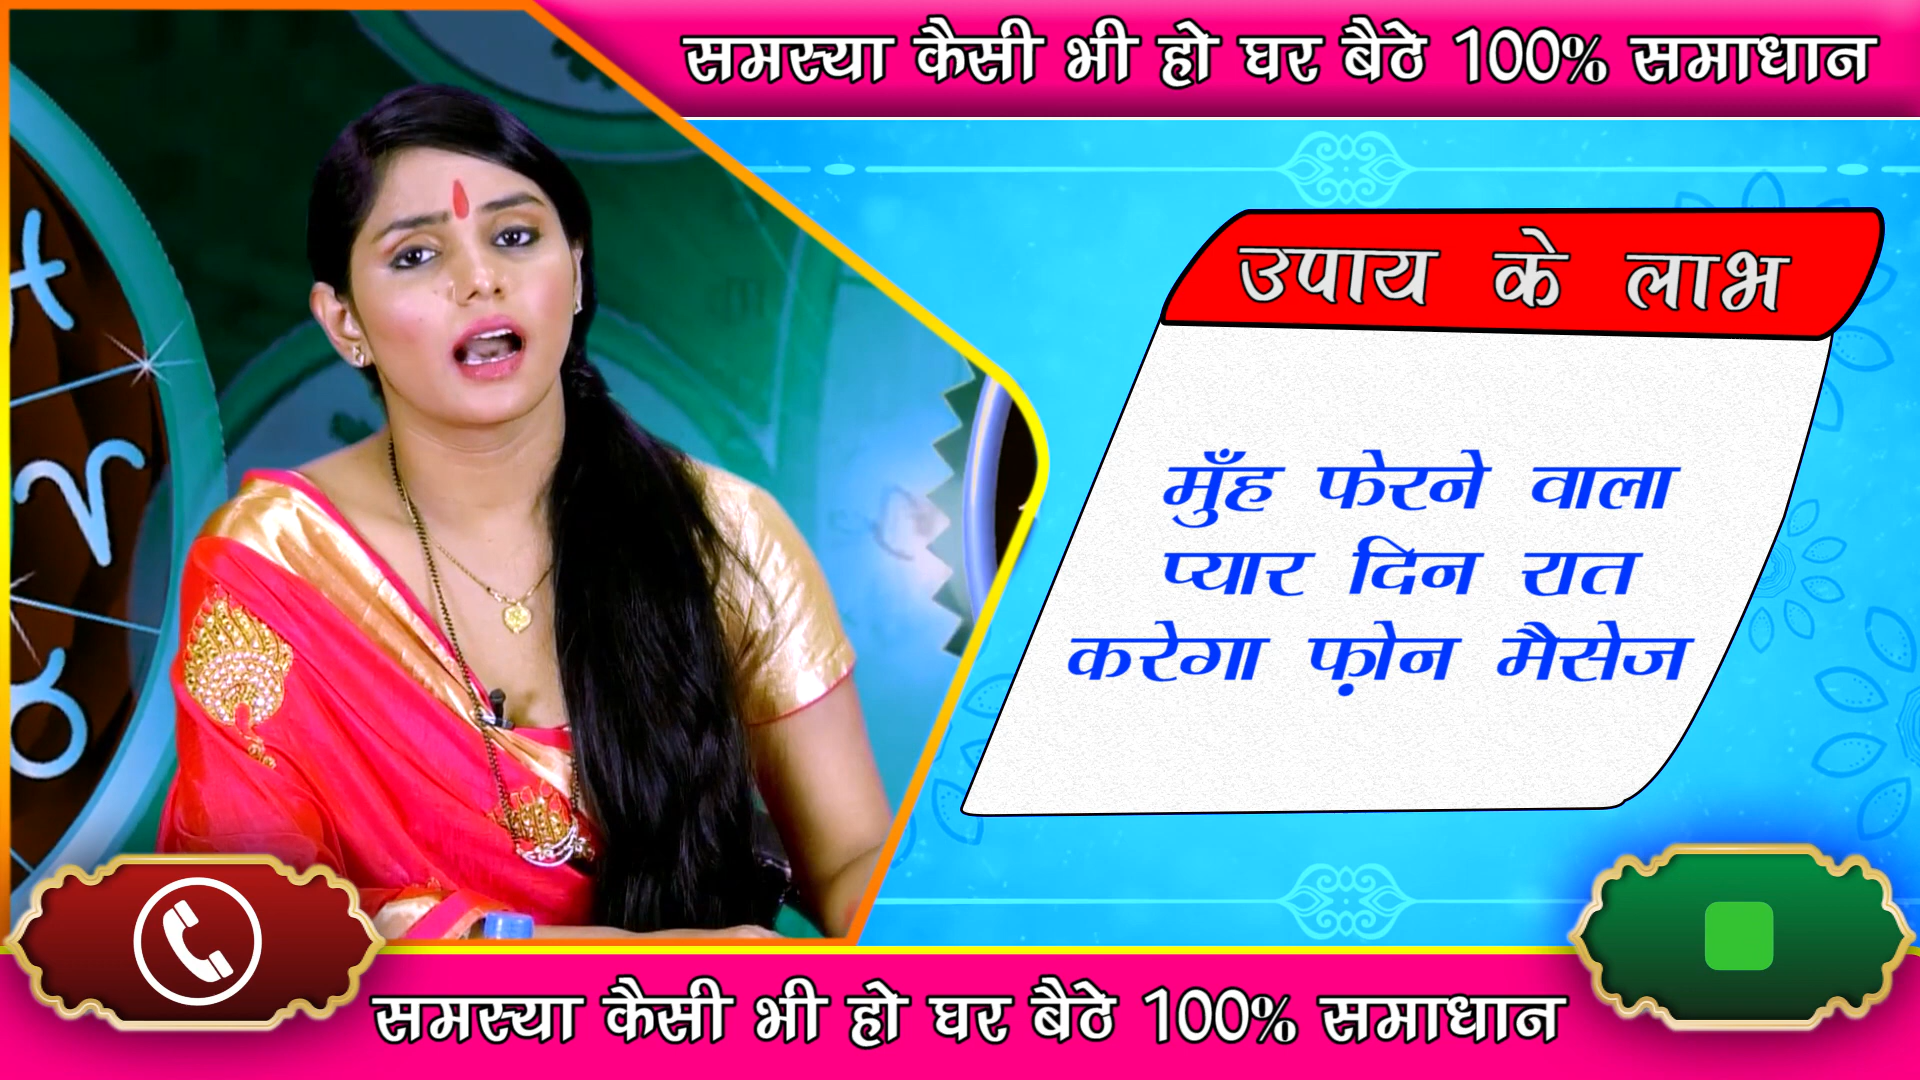 समस्या कैसी भी हो घर बैठे 100% समाधान
उपाय के लाभ
मुँह फेरने वाला
प्यार दिन रात
करेगा फ़ोन मैसेज
समस्या कैसी भी हो घर बैठे 100% समाधान